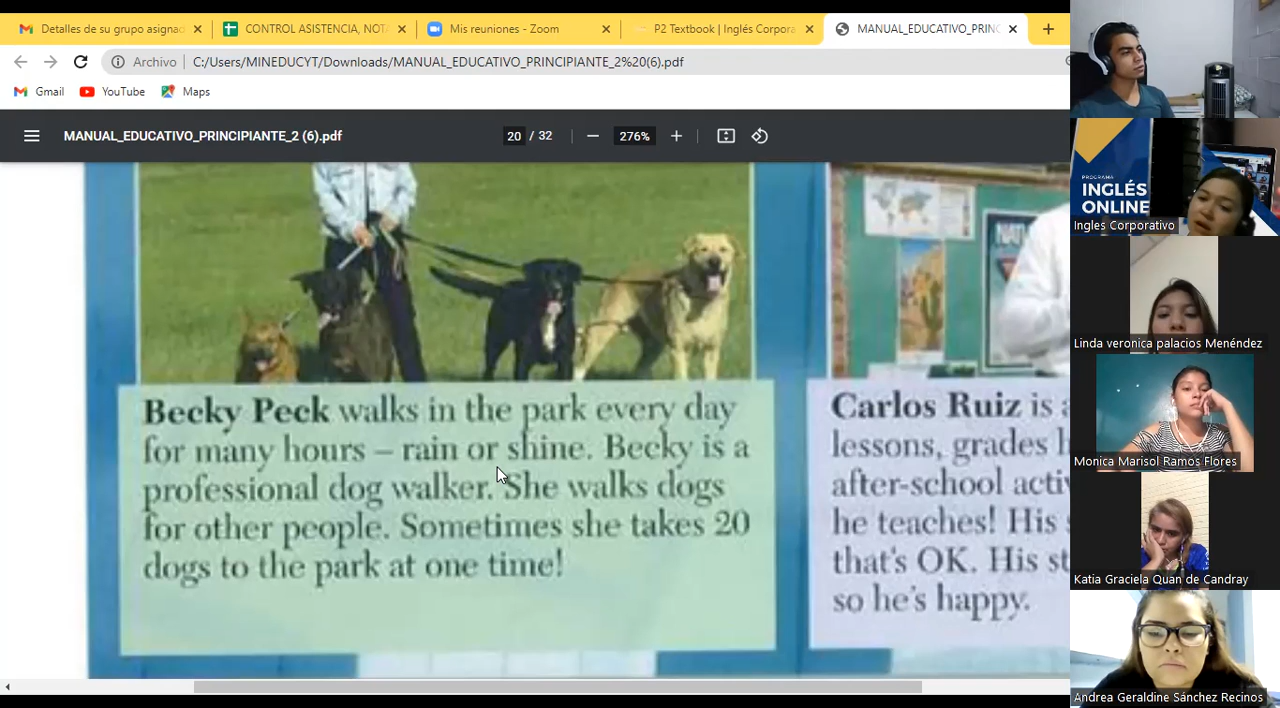 Detalles de su grupo asignad
CONTROL ASISTENCIA, NOT
Mis reuniones - Zoom
P2 Textbook | Inglés Corpora
MANUAL_EDUCATIVO_PRINC
Archivo
C:/Users/MINEDUCYT/Downloads/MANUAL_EDUCATIVO_PRINCIPIANTE_2%20(6).pdf
Gmail
YouTube
Maps
MANUAL_EDUCATIVO_PRINCIPIANTE_2 (6).pdf
20 / 32
276%
Becky Peck walks in the park every day
for many hours – rain or shine. Becky is a
professional dog walker. She walks dogs
for other people. Sometimes she takes 20
dogs to the park at one time!
Carlos Ruiz is
lessons, grades
after-school acti
he teaches! His
that's OK. His st
so he's happy.
PROGRAMA
INGLÉS
ONLINE
Ingles Corporativo
Linda veronica palacios Menéndez
Monica Marisol Ramos Flores
Katia Graciela Quan de Candray
Andrea Geraldine Sánchez Recinos